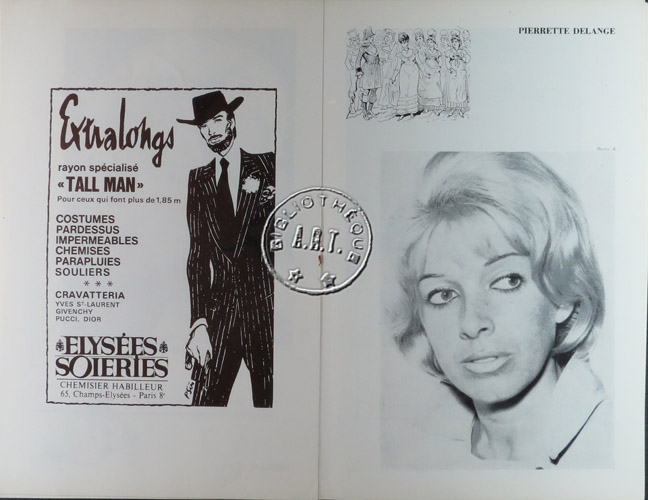 Extralongs
rayon spécialisé
«TALL MAN»
Pour ceux qui font plus de 1,85 m
COSTUMES
PARDESSUS
IMPERMEABLES
CHEMISES
PARAPLUIES
SOULIERS
* * *
CRAVATTERIA
YVES ST-LAURENT
GIVENCHY
PUCCI, DIOR
ELYSÉES
SOIERIES
CHEMISIER HABILLEUR
65, Champs-Elysées - Paris 8e
BIBLIOTHÈQUE
A.R.T.
PIERRETTE DELANGE